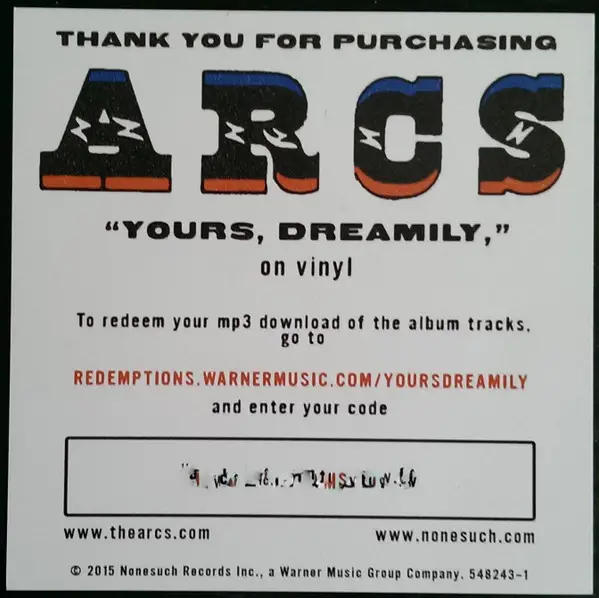 THANK YOU FOR PURCHASING
ARCS
“YOURS, DREAMILY,”
on vinyl
To redeem your mp3 download of the album tracks,
go to
REDEMPTIONS.WARNERMUSIC.COM/YOURSDREAMILY
and enter your code
www.thearcs.com
www.nonesuch.com
© 2015 Nonesuch Records Inc., a Warner Music Group Company. 548243-1